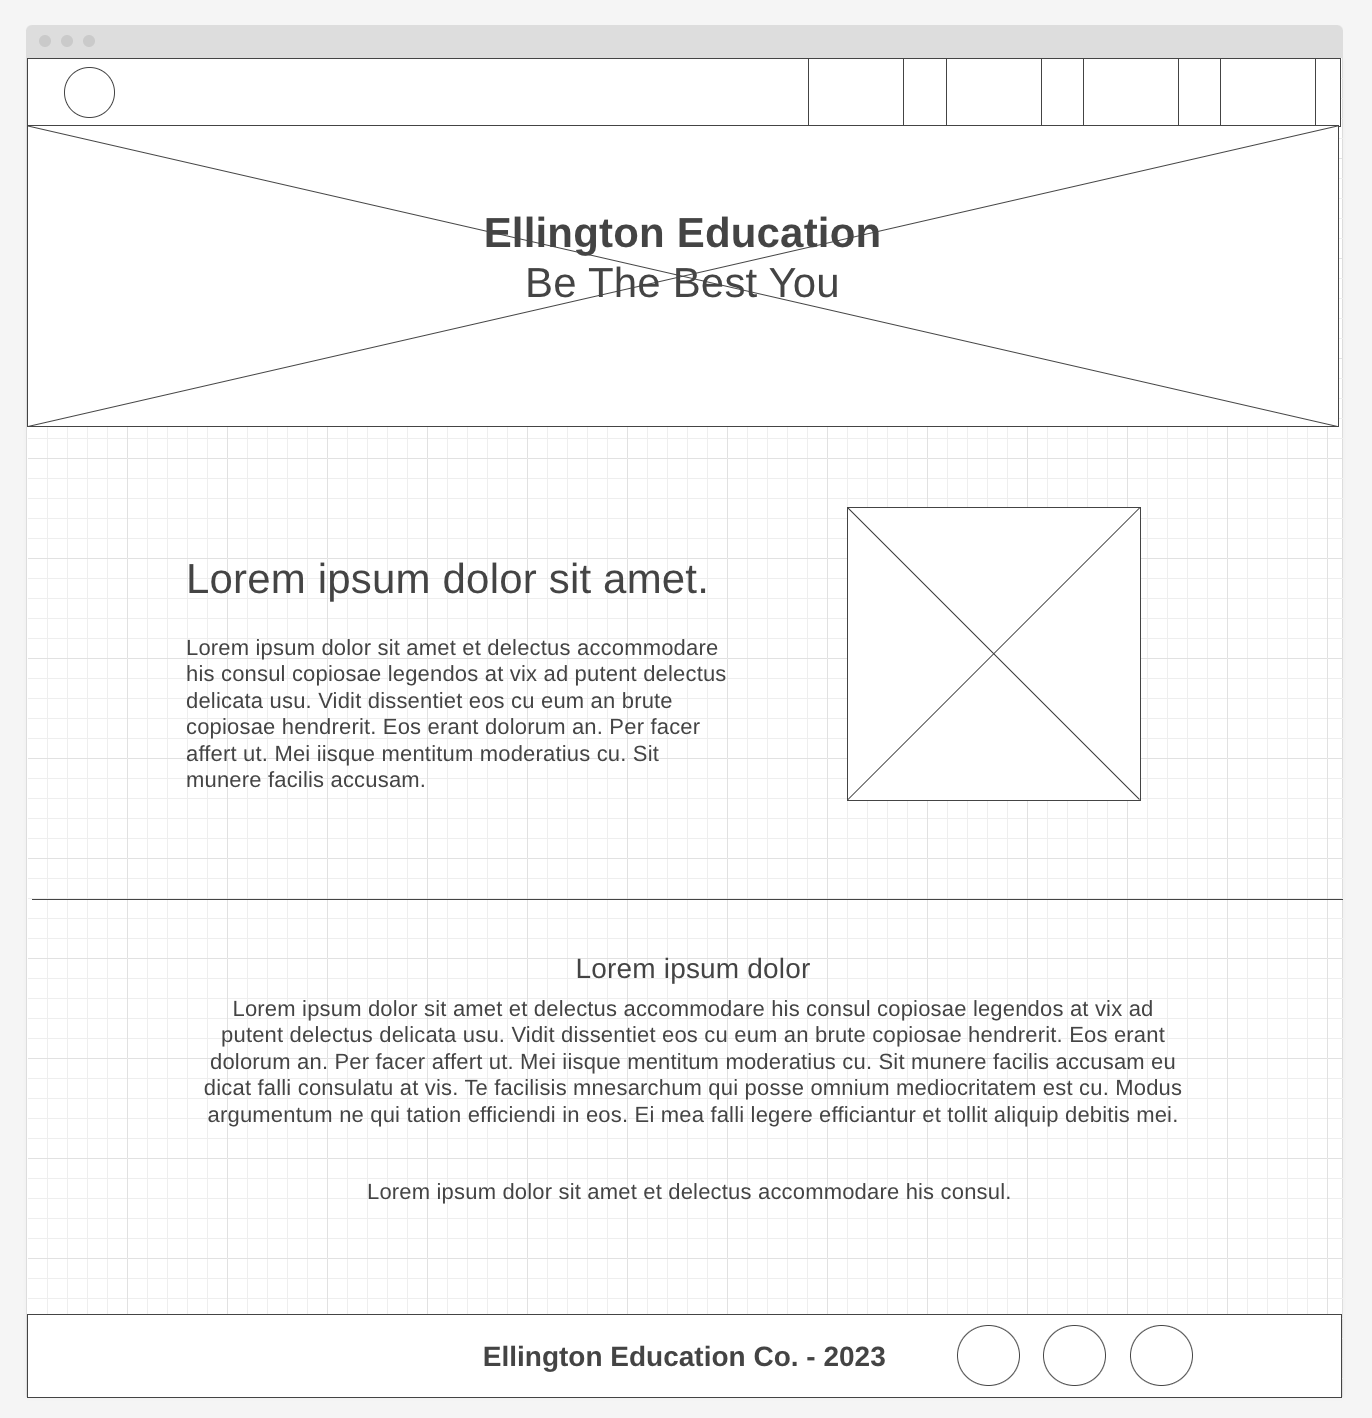 Ellington Education
Be The Best You
Lorem ipsum dolor sit amet.
Lorem ipsum dolor sit amet et delectus accommodare
his consul copiosae legendos at vix ad putent delectus
delicata usu. Vidit dissentiet eos cu eum an brute
copiosae hendrerit. Eos erant dolorum an. Per facer
affert ut. Mei iisque mentitum moderatius cu. Sit
munere facilis accusam.
Lorem ipsum dolor
Lorem ipsum dolor sit amet et delectus accommodare his consul copiosae legendos at vix ad
putent delectus delicata usu. Vidit dissentiet eos cu eum an brute copiosae hendrerit. Eos erant
dolorum an. Per facer affert ut. Mei iisque mentitum moderatius cu. Sit munere facilis accusam eu
dicat falli consulatu at vis. Te facilisis mnesarchum qui posse omnium mediocritatem est cu. Modus
argumentum ne qui tation efficiendi in eos. Ei mea falli legere efficiantur et tollit aliquip debitis mei.
Lorem ipsum dolor sit amet et delectus accommodare his consul.
Ellington Education Co. - 2023